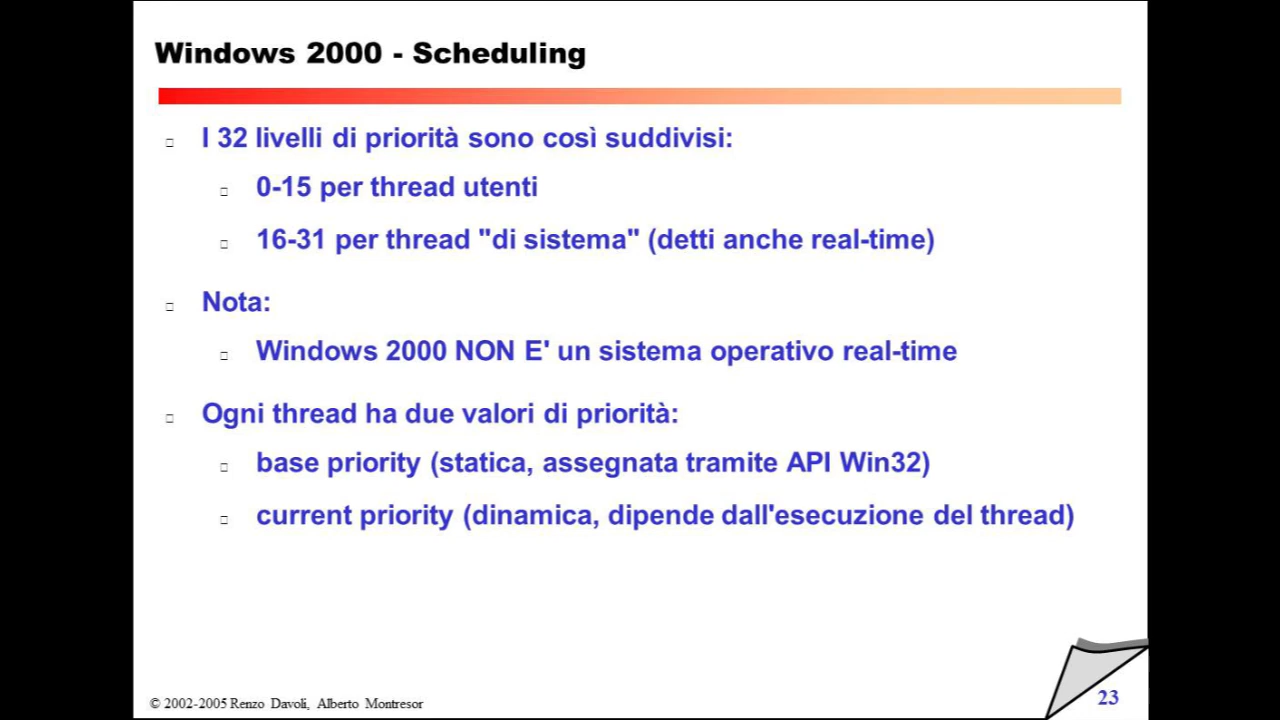 Windows 2000 - Scheduling
I 32 livelli di priorità sono così suddivisi:
0-15 per thread utenti
16-31 per thread "di sistema" (detti anche real-time)
Nota:
Windows 2000 NON E' un sistema operativo real-time
Ogni thread ha due valori di priorità:
base priority (statica, assegnata tramite API Win32)
current priority (dinamica, dipende dall'esecuzione del thread)
© 2002-2005 Renzo Davoli, Alberto Montresor
23